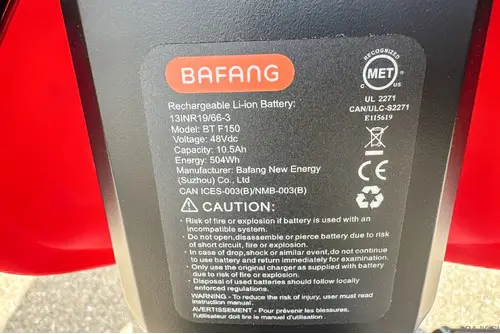 BAFANG
RECOGNIZED
MET
C US
UL 2271
CAN/ULC-S2271
E115619
Rechargeable Li-ion Battery:
13INR19/66-3
Model: BT F150
Voltage: 48Vdc
Capacity: 10.5Ah
Energy: 504Wh
Manufacturer: Bafang New Energy
(Suzhou) Co., Ltd
CAN ICES-003(B)/NMB-003(B)
CE
⚠ CAUTION:
• Risk of fire or explosion if battery is used with an
incompatible system.
• Do not open,disassemble or pierce battery due to risk
of short circuit, fire or explosion.
• In case of drop,shock or similar event,do not continue
to use battery and return immediately for examination.
• Only use the original charger as supplied with battery
due to risk of fire or explosion.
• Disposal of used batteries should follow locally
enforced regulations.
WARNING - To reduce the risk of injury, user must read
instruction manual.
AVERTISSEMENT - Pour prévenir les blessures,
l'utilisateur doit lire le manuel d'utilisation.